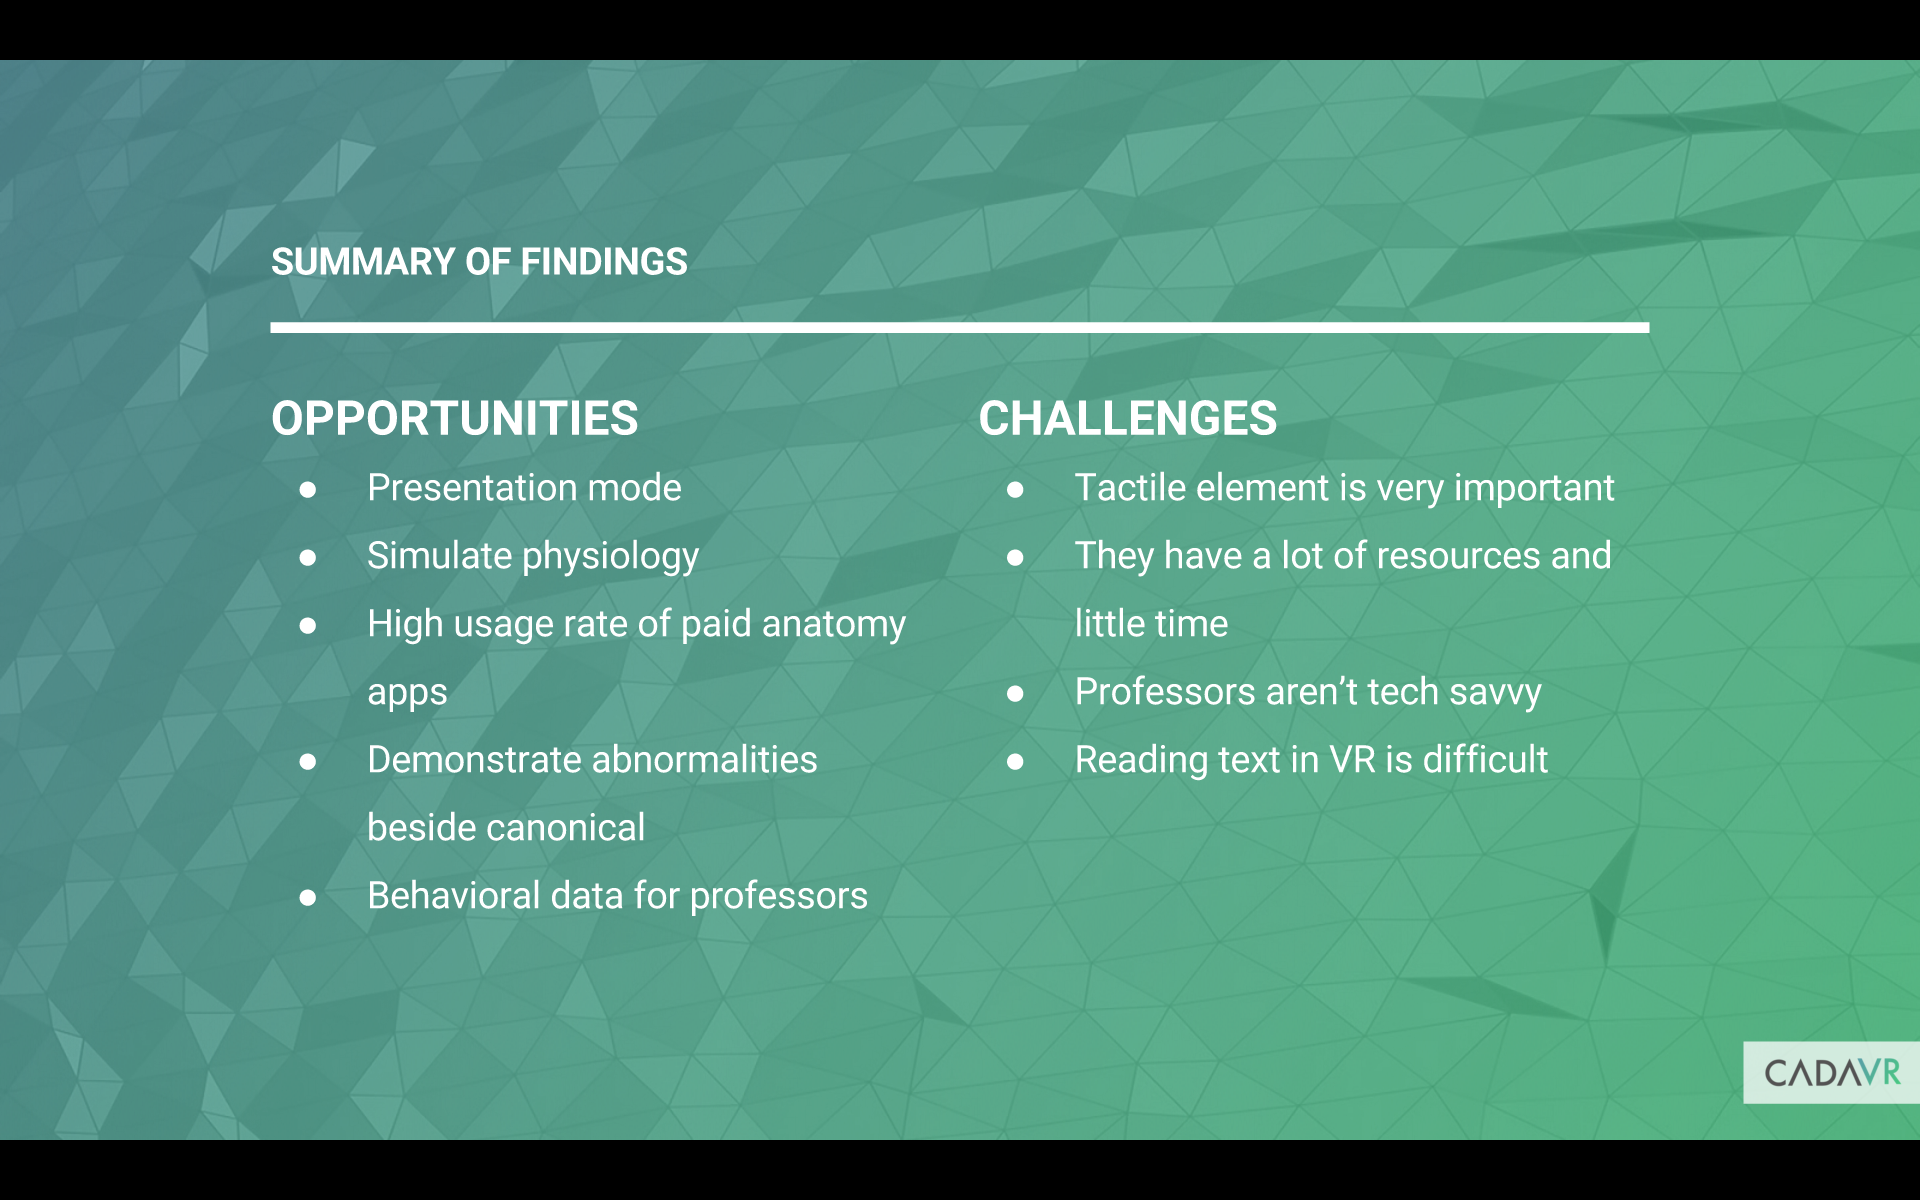 SUMMARY OF FINDINGS
OPPORTUNITIES
● Presentation mode
● Simulate physiology
● High usage rate of paid anatomy
apps
● Demonstrate abnormalities
beside canonical
● Behavioral data for professors
CHALLENGES
● Tactile element is very important
● They have a lot of resources and
little time
● Professors aren’t tech savvy
● Reading text in VR is difficult
CADAVR